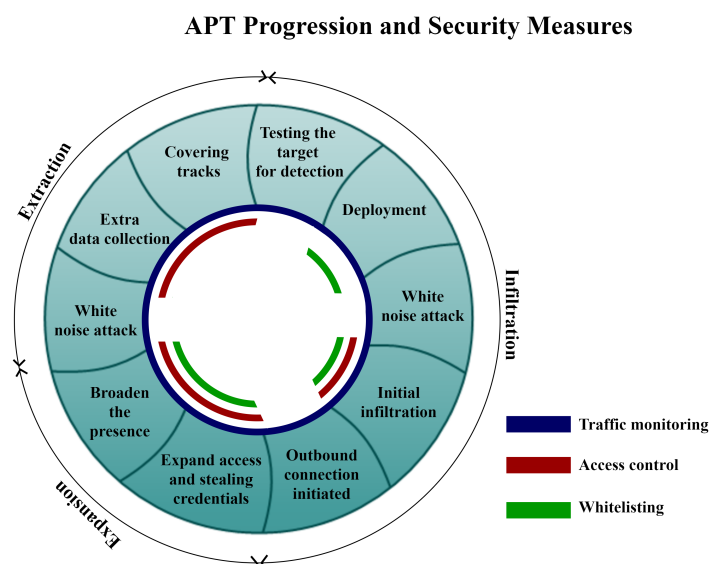 APT Progression and Security Measures
Testing the
target
for detection
Deployment
White
noise attack
Initial
infiltration
Outbound
connection
initiated
Expand access
and stealing
credentials
Broaden
the
presence
White
noise attack
Extra
data collection
Covering
tracks
Infiltration
Expansion
Extraction
Traffic monitoring
Access control
Whitelisting